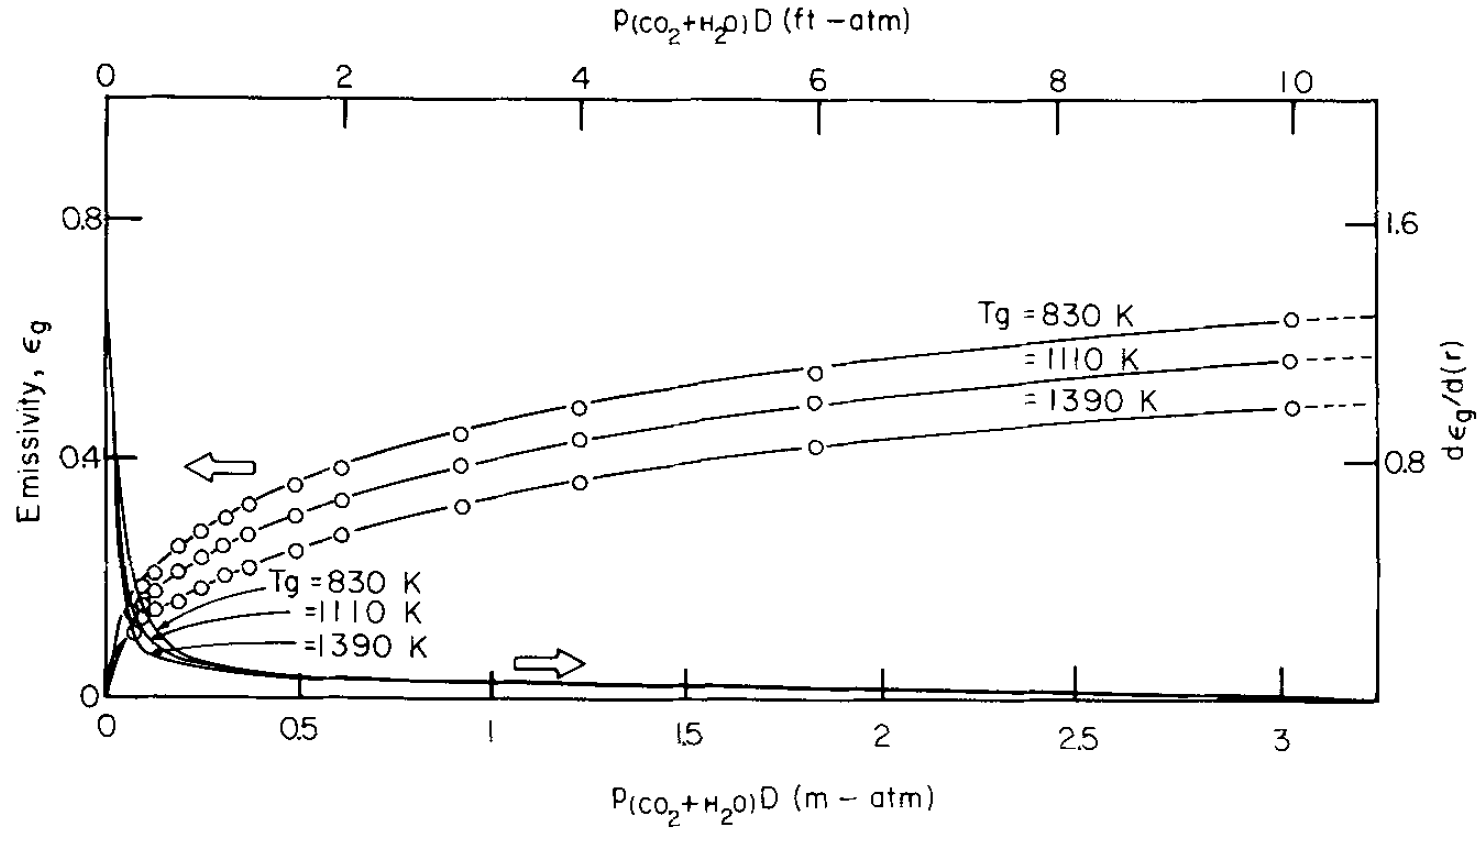 P(CO₂+H₂O)D (ft –atm)
0 2 4 6 8 10
0.8
1.6
Tg = 830 K
= 1110 K
= 1390 K
Emissivity, ϵg
dϵg/d(r)
0.4
0.8
Tg = 830 K
=1110 K
=1390 K
0
0 0.5 1 1.5 2 2.5 3
P(CO₂+H₂O)D (m – atm)